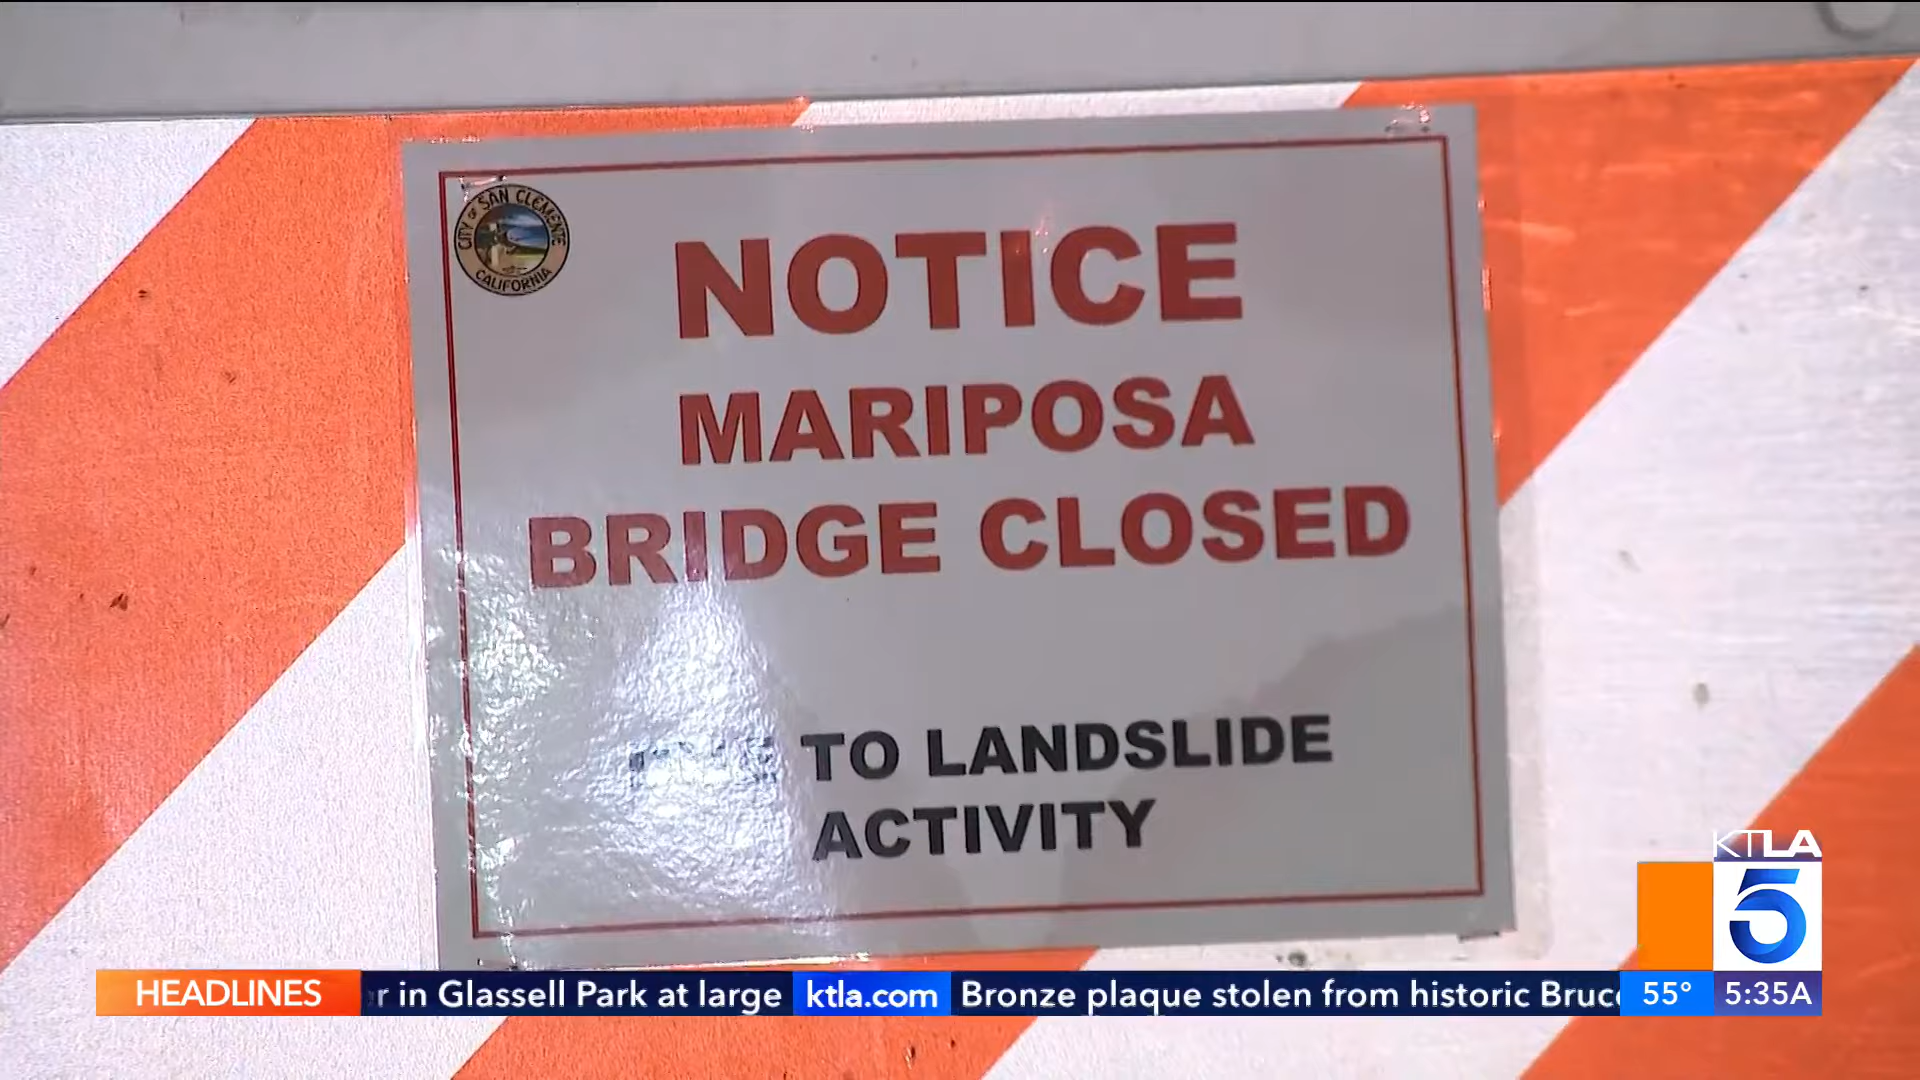 CITY OF SAN CLEMENTE
CALIFORNIA
NOTICE
MARIPOSA
BRIDGE CLOSED
TO LANDSLIDE
ACTIVITY
KTLA
5
HEADLINES
in Glassell Park at large ktla.com Bronze plaque stolen from historic
55° 5:35A